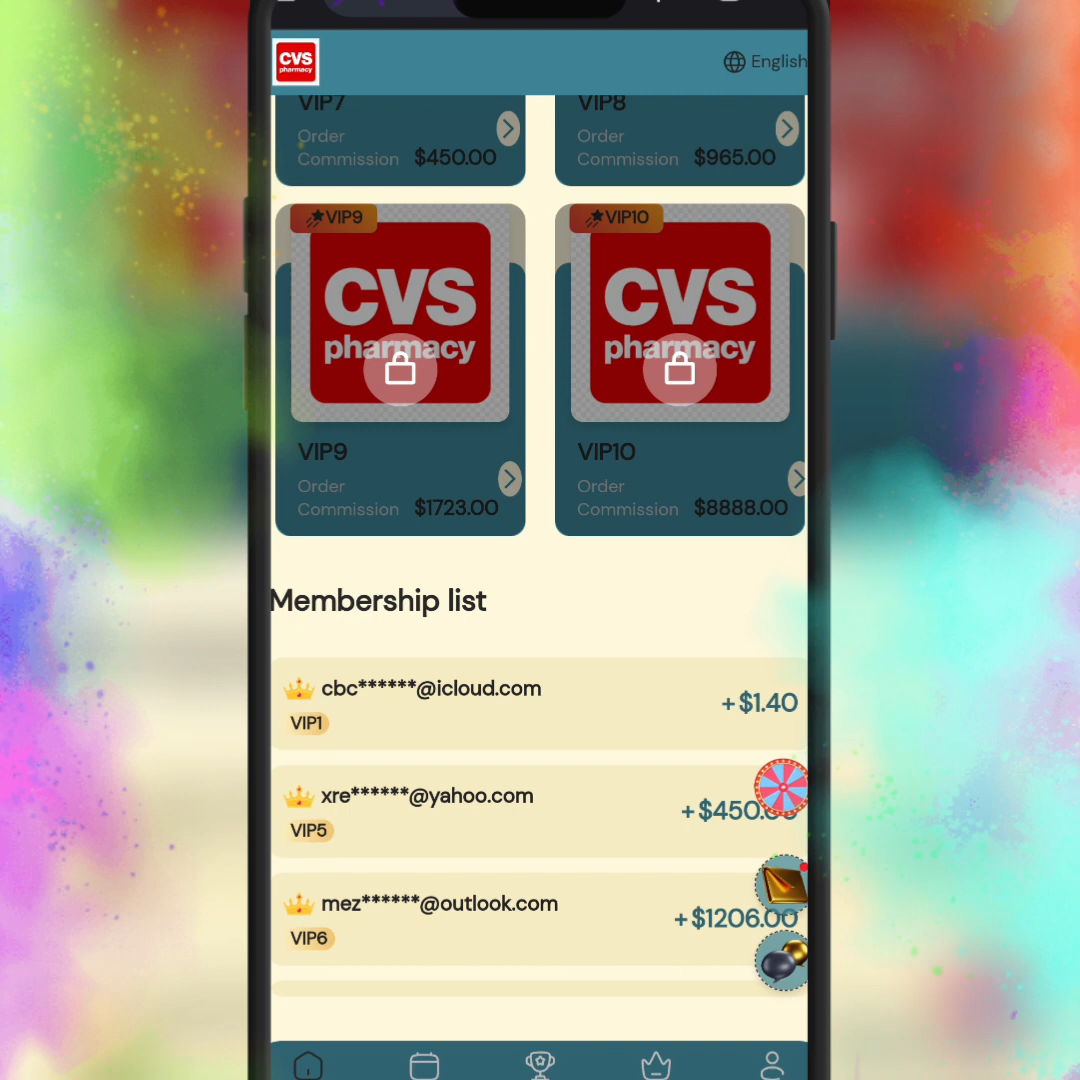 CVS
pharmacy
English
VIP7
VIP8
Order
Commission $450.00
Order
Commission $965.00
VIP9
VIP10
CVS
pharmacy
CVS
pharmacy
VIP9
VIP10
Order
Commission $1723.00
Order
Commission $8888.00
Membership list
cbc******@icloud.com
VIP1
+$1.40
xre******@yahoo.com
VIP5
+$450.00
mez******@outlook.com
VIP6
+$1206.00